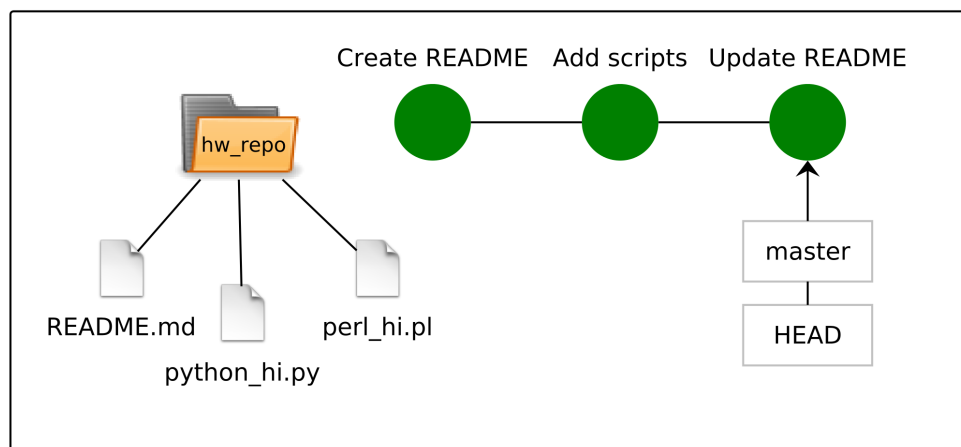 Create README
Add scripts
Update README
hw_repo
master
README.md
perl_hi.pl
HEAD
python_hi.py